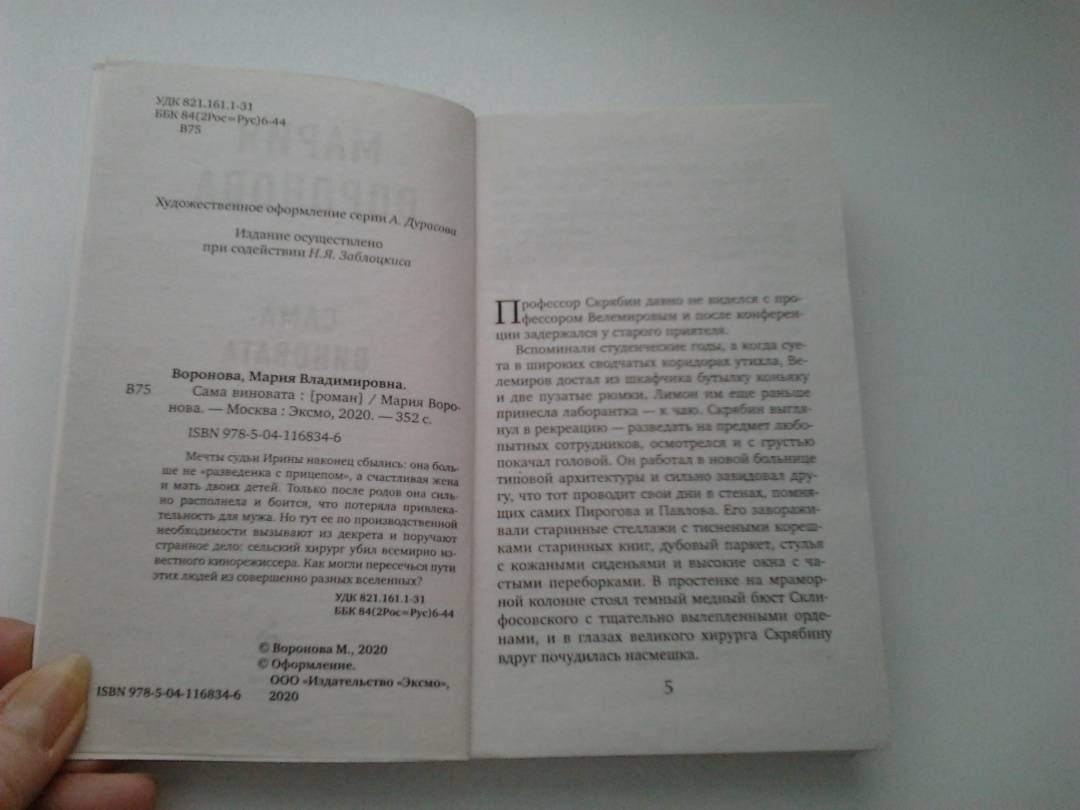 УДК 821.161.1-31
ББК 84(2Рос=Рус)6-44
В75
Художественное оформление серии А. Дурасова
Издание осуществлено
при содействии Н.Я. Заблоцкиса
Воронова, Мария Владимировна.
В75 Сама виновата : [роман] / Мария Воро-
нова. — Москва : Эксмо, 2020. — 352 с.
ISBN 978-5-04-116834-6
Мечты судьи Ирины наконец сбылись: она боль-
ше не «разведенка с прицепом», а счастливая жена
и мать двоих детей. Только после родов она силь-
но располнела и боится, что потеряла привлека-
тельность для мужа. Но тут ее по производственной
необходимости вызывают из декрета и поручают
странное дело: сельский хирург убил всемирно из-
вестного кинорежиссера. Как могли пересечься пути
этих людей из совершенно разных вселенных?
УДК 821.161.1-31
ББК 84(2Рос=Рус)6-44
© Воронова М., 2020
© Оформление.
ООО «Издательство «Эксмо»,
2020
ISBN 978-5-04-116834-6
Профессор Скрябин давно не виделся с про-
фессором Велемировым и после конферен-
ции задержался у старого приятеля.
Вспоминали студенческие годы, а когда суе-
та в широких сводчатых коридорах утихла, Ве-
лемиров достал из шкафчика бутылку коньяку
и две пузатые рюмки. Лимон им еще раньше
принесла лаборантка — к чаю. Скрябин выгля-
нул в рекреацию — разведать на предмет любо-
пытных сотрудников, осмотрелся и с грустью
покачал головой. Он работал в новой больнице
типовой архитектуры и сильно завидовал дру-
гу, что тот проводит свои дни в стенах, помня-
щих самих Пирогова и Павлова. Его заворажи-
вали старинные стеллажи с тиснеными кореш-
ками старинных книг, дубовый паркет, стулья
с кожаными сиденьями и высокие окна с ча-
стыми переборками. В простенке на мрамор-
ной колонне стоял темный медный бюст Скли-
фосовского с тщательно вылепленными орде-
нами, и в глазах великого хирурга Скрябину
вдруг почудилась насмешка.
5